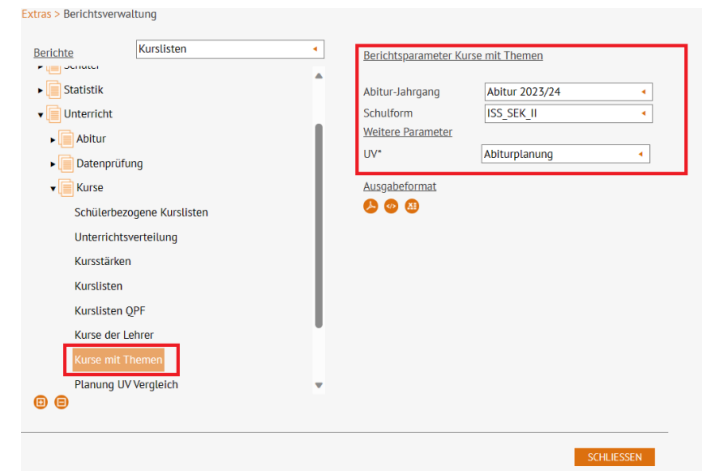 Extras > Berichtsverwaltung
Berichte
Kurslisten
Schüler
Statistik
Unterricht
Abitur
Datenprüfung
Kurse
Schülerbezogene Kurslisten
Unterrichtsverteilung
Kursstärken
Kurslisten
Kurslisten QPF
Kurse der Lehrer
Kurse mit Themen
Planung UV Vergleich
Berichtsparameter Kurse mit Themen
Abitur-Jahrgang Abitur 2023/24
Schulform ISS_SEK_II
Weitere Parameter
UV* Abiturplanung
Ausgabeformat
SCHLIESSEN